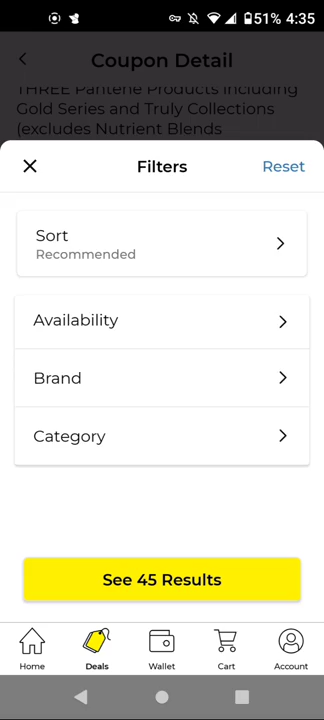 51% 4:35
Coupon Detail
THREE Pantene Products Including
Gold Series and Truly Collections
(excludes Nutrient Blends
Filters
Reset
Sort
Recommended
Availability
Brand
Category
See 45 Results
Home
Deals
Wallet
Cart
Account